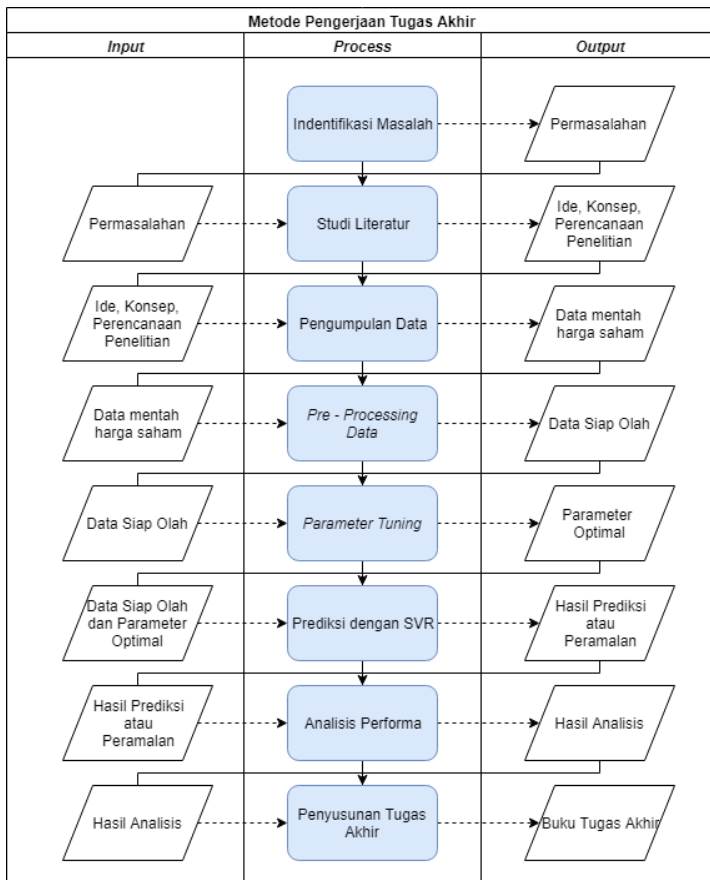 Metode Pengerjaan Tugas Akhir
Input
Process
Output
Indentifikasi Masalah
Permasalahan
Permasalahan
Studi Literatur
Ide, Konsep,
Perencanaan
Penelitian
Ide, Konsep,
Perencanaan
Penelitian
Pengumpulan Data
Data mentah
harga saham
Data mentah
harga saham
Pre - Processing
Data
Data Siap Olah
Data Siap Olah
Parameter Tuning
Parameter
Optimal
Data Siap Olah
dan Parameter
Optimal
Prediksi dengan SVR
Hasil Prediksi
atau
Peramalan
Hasil Prediksi
atau
Peramalan
Analisis Performa
Hasil Analisis
Hasil Analisis
Penyusunan Tugas
Akhir
Buku Tugas Akhir